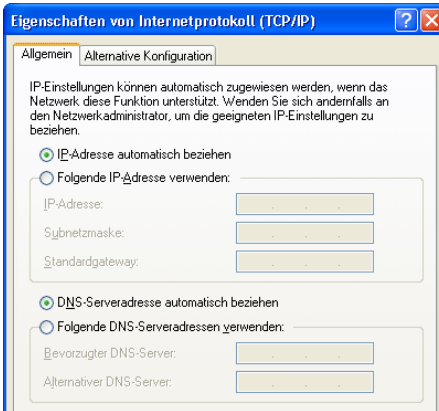 Eigenschaften von Internetprotokoll (TCP/IP)
Allgemein
Alternative Konfiguration
IP-Einstellungen können automatisch zugewiesen werden, wenn das
Netzwerk diese Funktion unterstützt. Wenden Sie sich andernfalls an
den Netzwerkadministrator, um die geeigneten IP-Einstellungen zu
beziehen.
IP-Adresse automatisch beziehen
Folgende IP-Adresse verwenden:
IP-Adresse:
Subnetzmaske:
Standardgateway:
DNS-Serveradresse automatisch beziehen
Folgende DNS-Serveradressen verwenden:
Bevorzugter DNS-Server:
Alternativer DNS-Server: